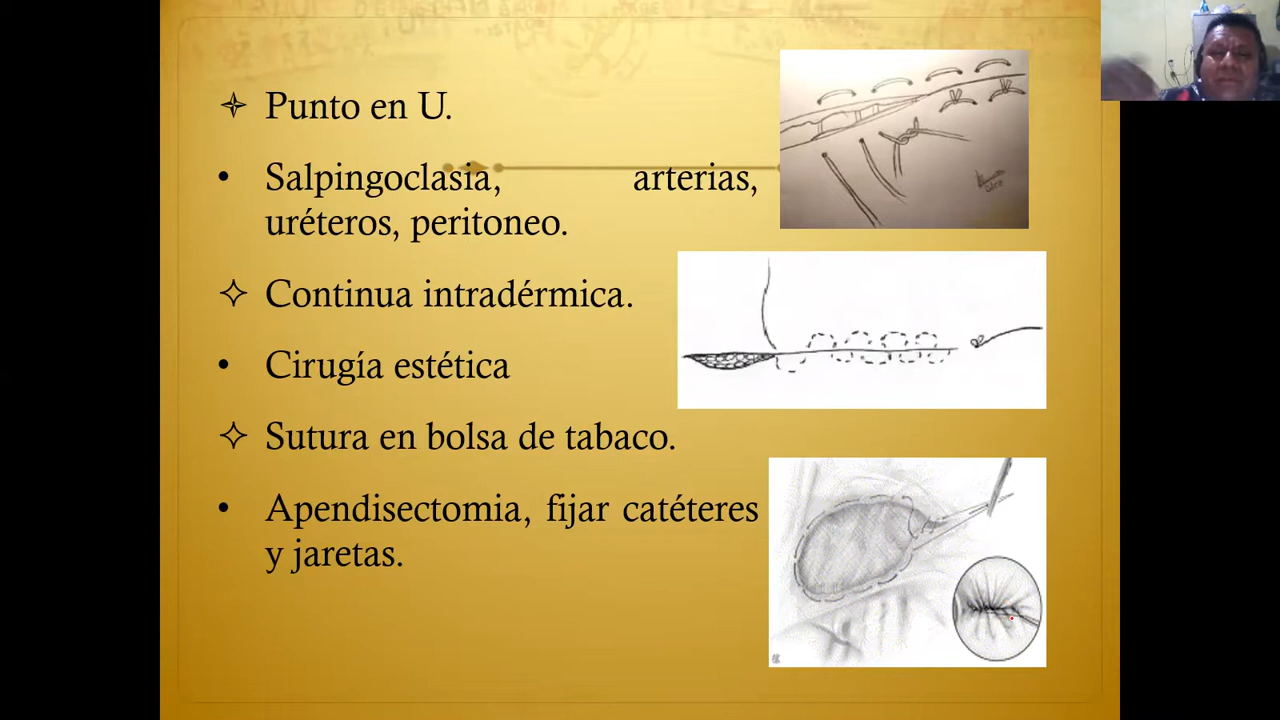 Punto en U.
Salpingoclasia, arterias,
uréteros, peritoneo.
Continua intradérmica.
Cirugía estética
Sutura en bolsa de tabaco.
Apendisectomia, fijar catéteres
y jaretas.